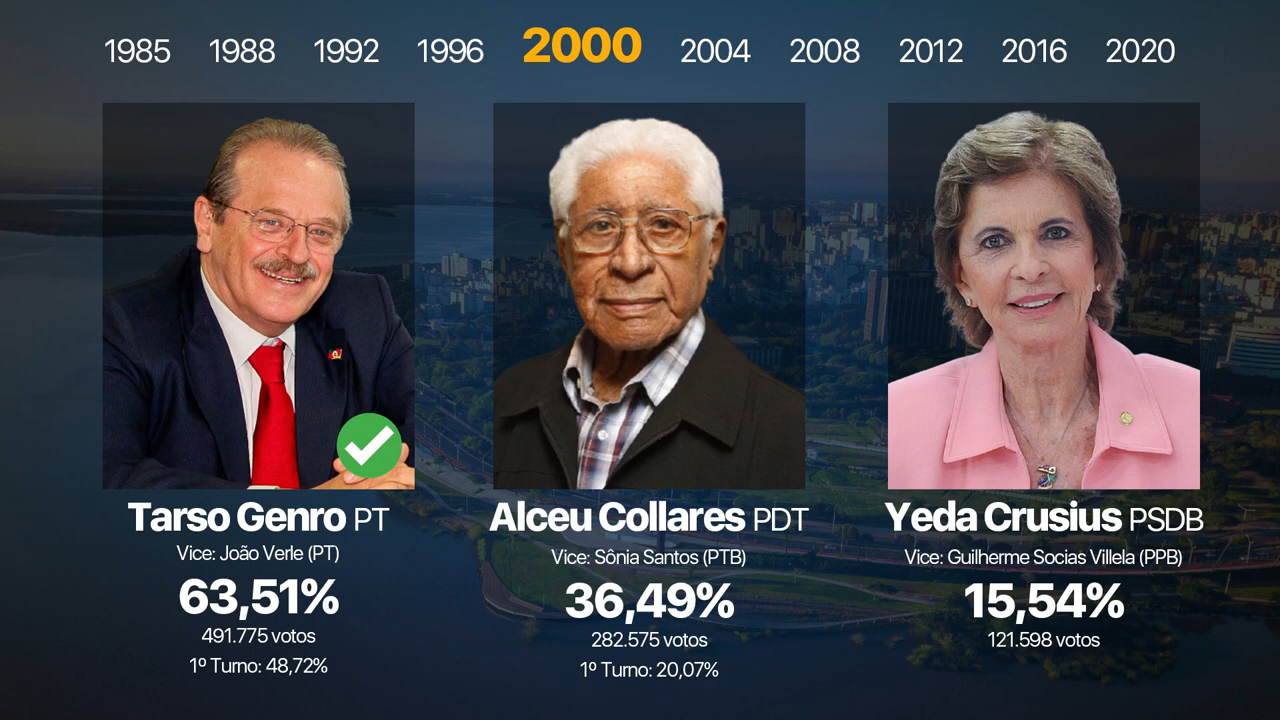 1985 1988 1992 1996 2000 2004 2008 2012 2016 2020
Tarso Genro PT
Vice: João Verle (PT)
63,51%
491.775 votos
1º Turno: 48,72%
Alceu Collares PDT
Vice: Sônia Santos (PTB)
36,49%
282.575 votos
1º Turno: 20,07%
Yeda Crusius PSDB
Vice: Guilherme Socias Villela (PPB)
15,54%
121.598 votos